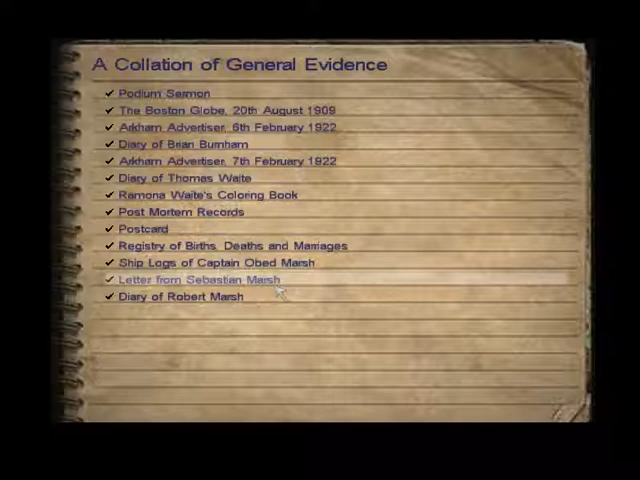 A Collation of General Evidence
✓ Podium Sermon
✓ The Boston Globe, 20th August 1909
✓ Arkham Advertiser, 6th February 1922
✓ Diary of Brian Burnham
✓ Arkham Advertiser, 7th February 1922
✓ Diary of Thomas Waite
✓ Ramona Waite's Coloring Book
✓ Post Mortem Records
✓ Postcard
✓ Registry of Births, Deaths and Marriages
✓ Ship Logs of Captain Obed Marsh
✓ Letter from Sebastian Marsh
✓ Diary of Robert Marsh